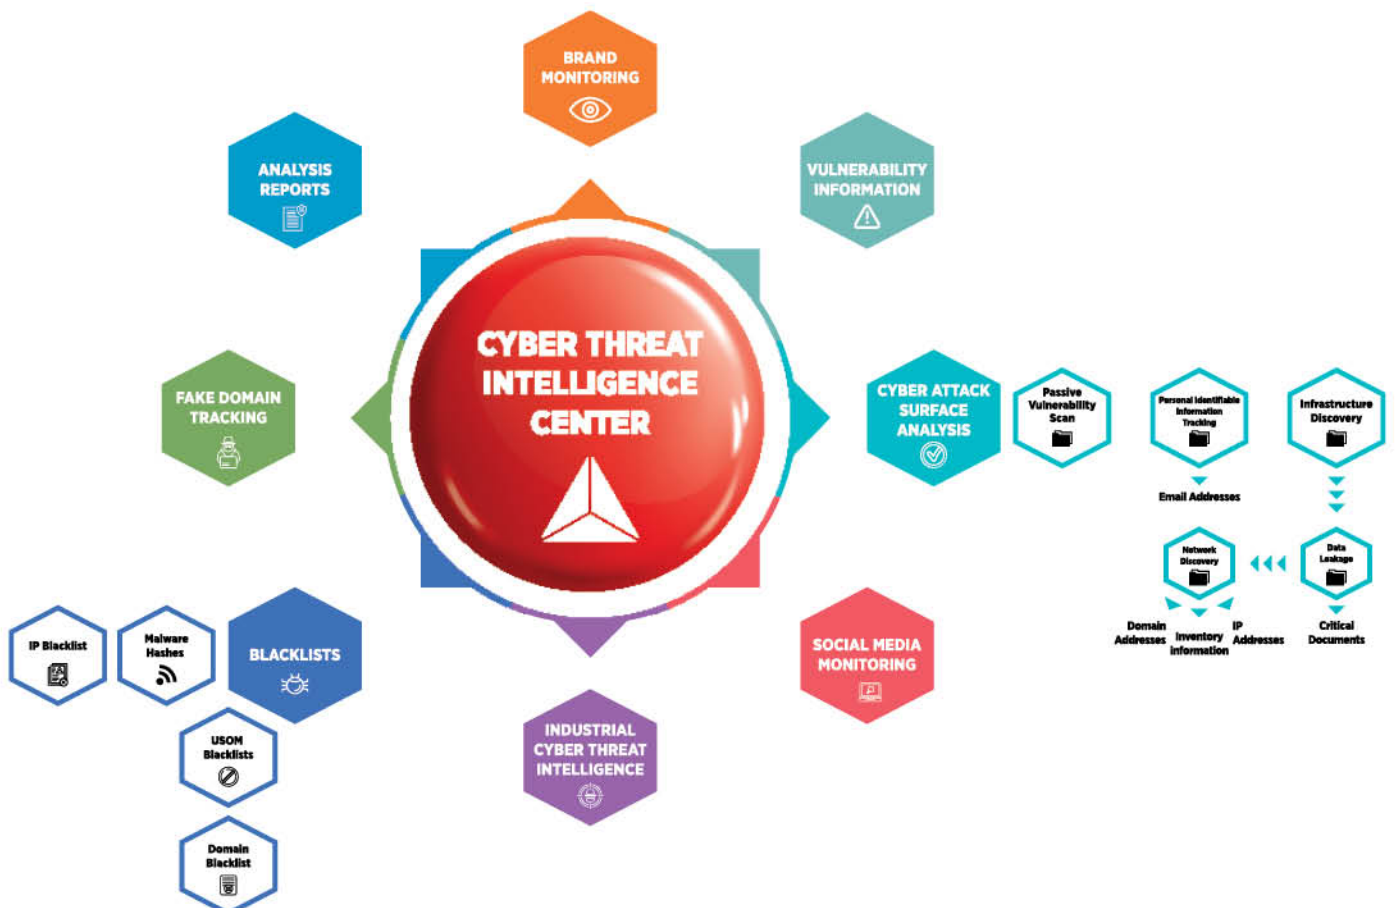 BRAND
MONITORING
ANALYSIS
REPORTS
VULNERABILITY
INFORMATION
CYBER THREAT
INTELLIGENCE
CENTER
FAKE DOMAIN
TRACKING
CYBER ATTACK
SURFACE
ANALYSIS
Passive
Vulnerability
Scan
Personal Identifiable
Information
Tracking
Infrastructure
Discovery
Email Addresses
Network
Discovery
Data
Leakage
Domain
Addresses
Inventory
information
IP
Addresses
Critical
Documents
IP Blacklist
Malware
Hashes
BLACKLISTS
USOM
Blacklists
Domain
Blacklist
INDUSTRIAL
CYBER THREAT
INTELLIGENCE
SOCIAL MEDIA
MONITORING